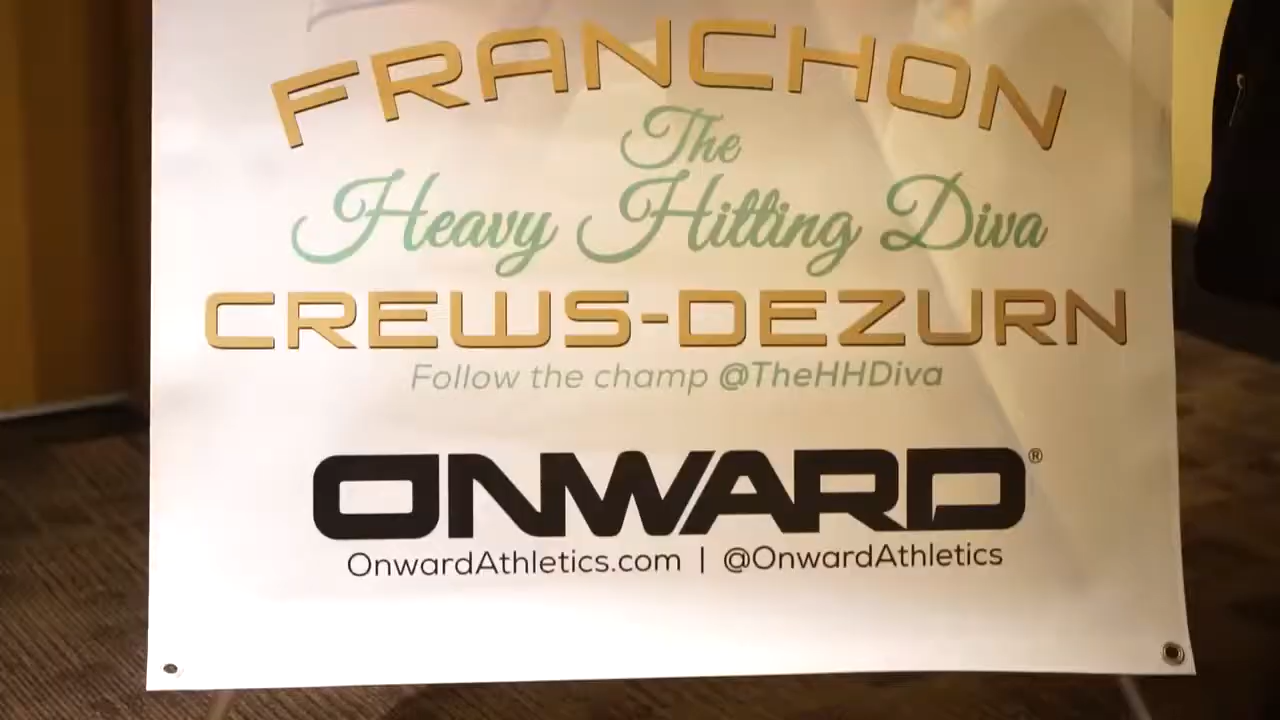 FRANCHON
The
Heavy Hitting Diva
CREWS-DEZURN
Follow the champ @TheHHDiva
ONWARD®
OnwardAthletics.com | @OnwardAthletics